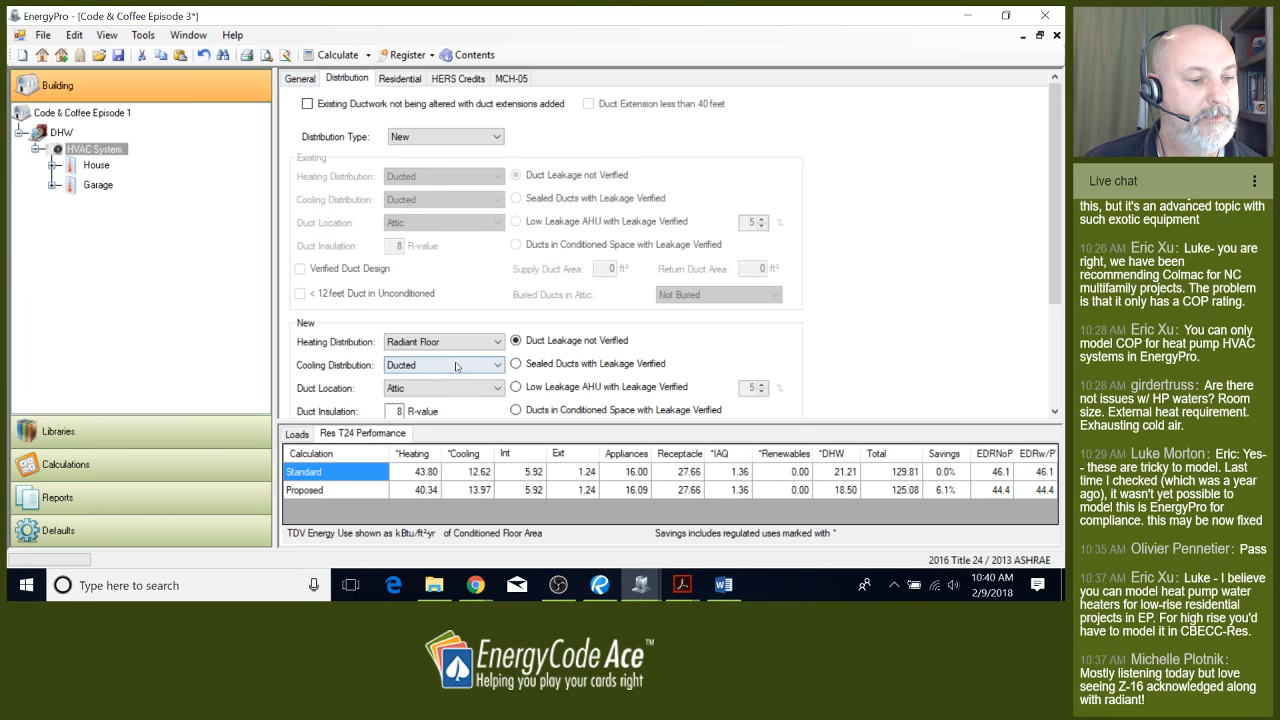 EnergyPro - [Code & Coffee Episode 3*]
File Edit View Tools Window Help
Calculate Register Contents
Building
Code & Coffee Episode 1
DHW
HVAC System
House
Garage
Libraries
Calculations
Reports
Defaults
General Distribution Residential HERS Credits MCH-05
Existing Ductwork not being altered with duct extensions added Duct Extension less than 40 feet
Distribution Type: New
Existing
Heating Distribution: Ducted Duct Leakage not Verified
Cooling Distribution: Ducted Sealed Ducts with Leakage Verified
Duct Location: Attic Low Leakage AHU with Leakage Verified 5 %
Duct Insulation: 8 R-value Ducts in Conditioned Space with Leakage Verified
Verified Duct Design Supply Duct Area: 0 ft² Return Duct Area: 0 ft²
< 12 feet Duct in Unconditioned Buried Ducts in Attic: Not Buried
New
Heating Distribution: Radiant Floor Duct Leakage not Verified
Cooling Distribution: Ducted Sealed Ducts with Leakage Verified
Duct Location: Attic Low Leakage AHU with Leakage Verified 5 %
Duct Insulation: 8 R-value Ducts in Conditioned Space with Leakage Verified
Loads Res T24 Performance
Calculation *Heating *Cooling Int Ext Appliances Receptacle *IAQ *Renewables *DHW Total Savings EDRNoP EDRw/P
Standard 43.80 12.62 5.92 1.24 16.00 27.66 1.36 0.00 21.21 129.81 0.0% 46.1 46.1
Proposed 40.34 13.97 5.92 1.24 16.09 27.66 1.36 0.00 18.50 125.08 6.1% 44.4 44.4
TDV Energy Use shown as kBtu/ft²yr of Conditioned Floor Area Savings includes regulated uses marked with *
2016 Title 24 / 2013 ASHRAE
Type here to search
10:40 AM
2/9/2018
EnergyCode Ace™
Helping you play your cards right
Live chat
this, but it's an advanced topic with
such exotic equipment
10:26 AM Eric Xu: Luke- you are
right, we have been
recommending Colmac for NC
multifamily projects. The problem
is that it only has a COP rating.
10:28 AM Eric Xu: You can only
model COP for heat pump HVAC
systems in EnergyPro.
10:28 AM girdertruss: Are there
not issues w/ HP waters? Room
size. External heat requirement.
Exhausting cold air.
10:29 AM Luke Morton: Eric: Yes-
- these are tricky to model. Last
time I checked (which was a year
ago), it wasn't yet possible to
model this is EnergyPro for
compliance. this may be now fixed
10:35 AM Olivier Pennetier: Pass
10:37 AM Eric Xu: Luke - I believe
you can model heat pump water
heaters for low-rise residential
projects in EP. For high rise you'd
have to model it in CBECC-Res.
10:37 AM Michelle Plotnik:
Mostly listening today but love
seeing Z-16 acknowledged along
with radiant!